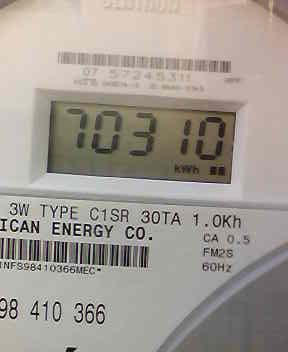 07 57245311
70310
kWh
3W TYPE C1SR 30TA 1.0Kh
ICAN ENERGY CO.
CA 0.5
FM2S
60Hz
INFS98410366MEC*
98 410 366